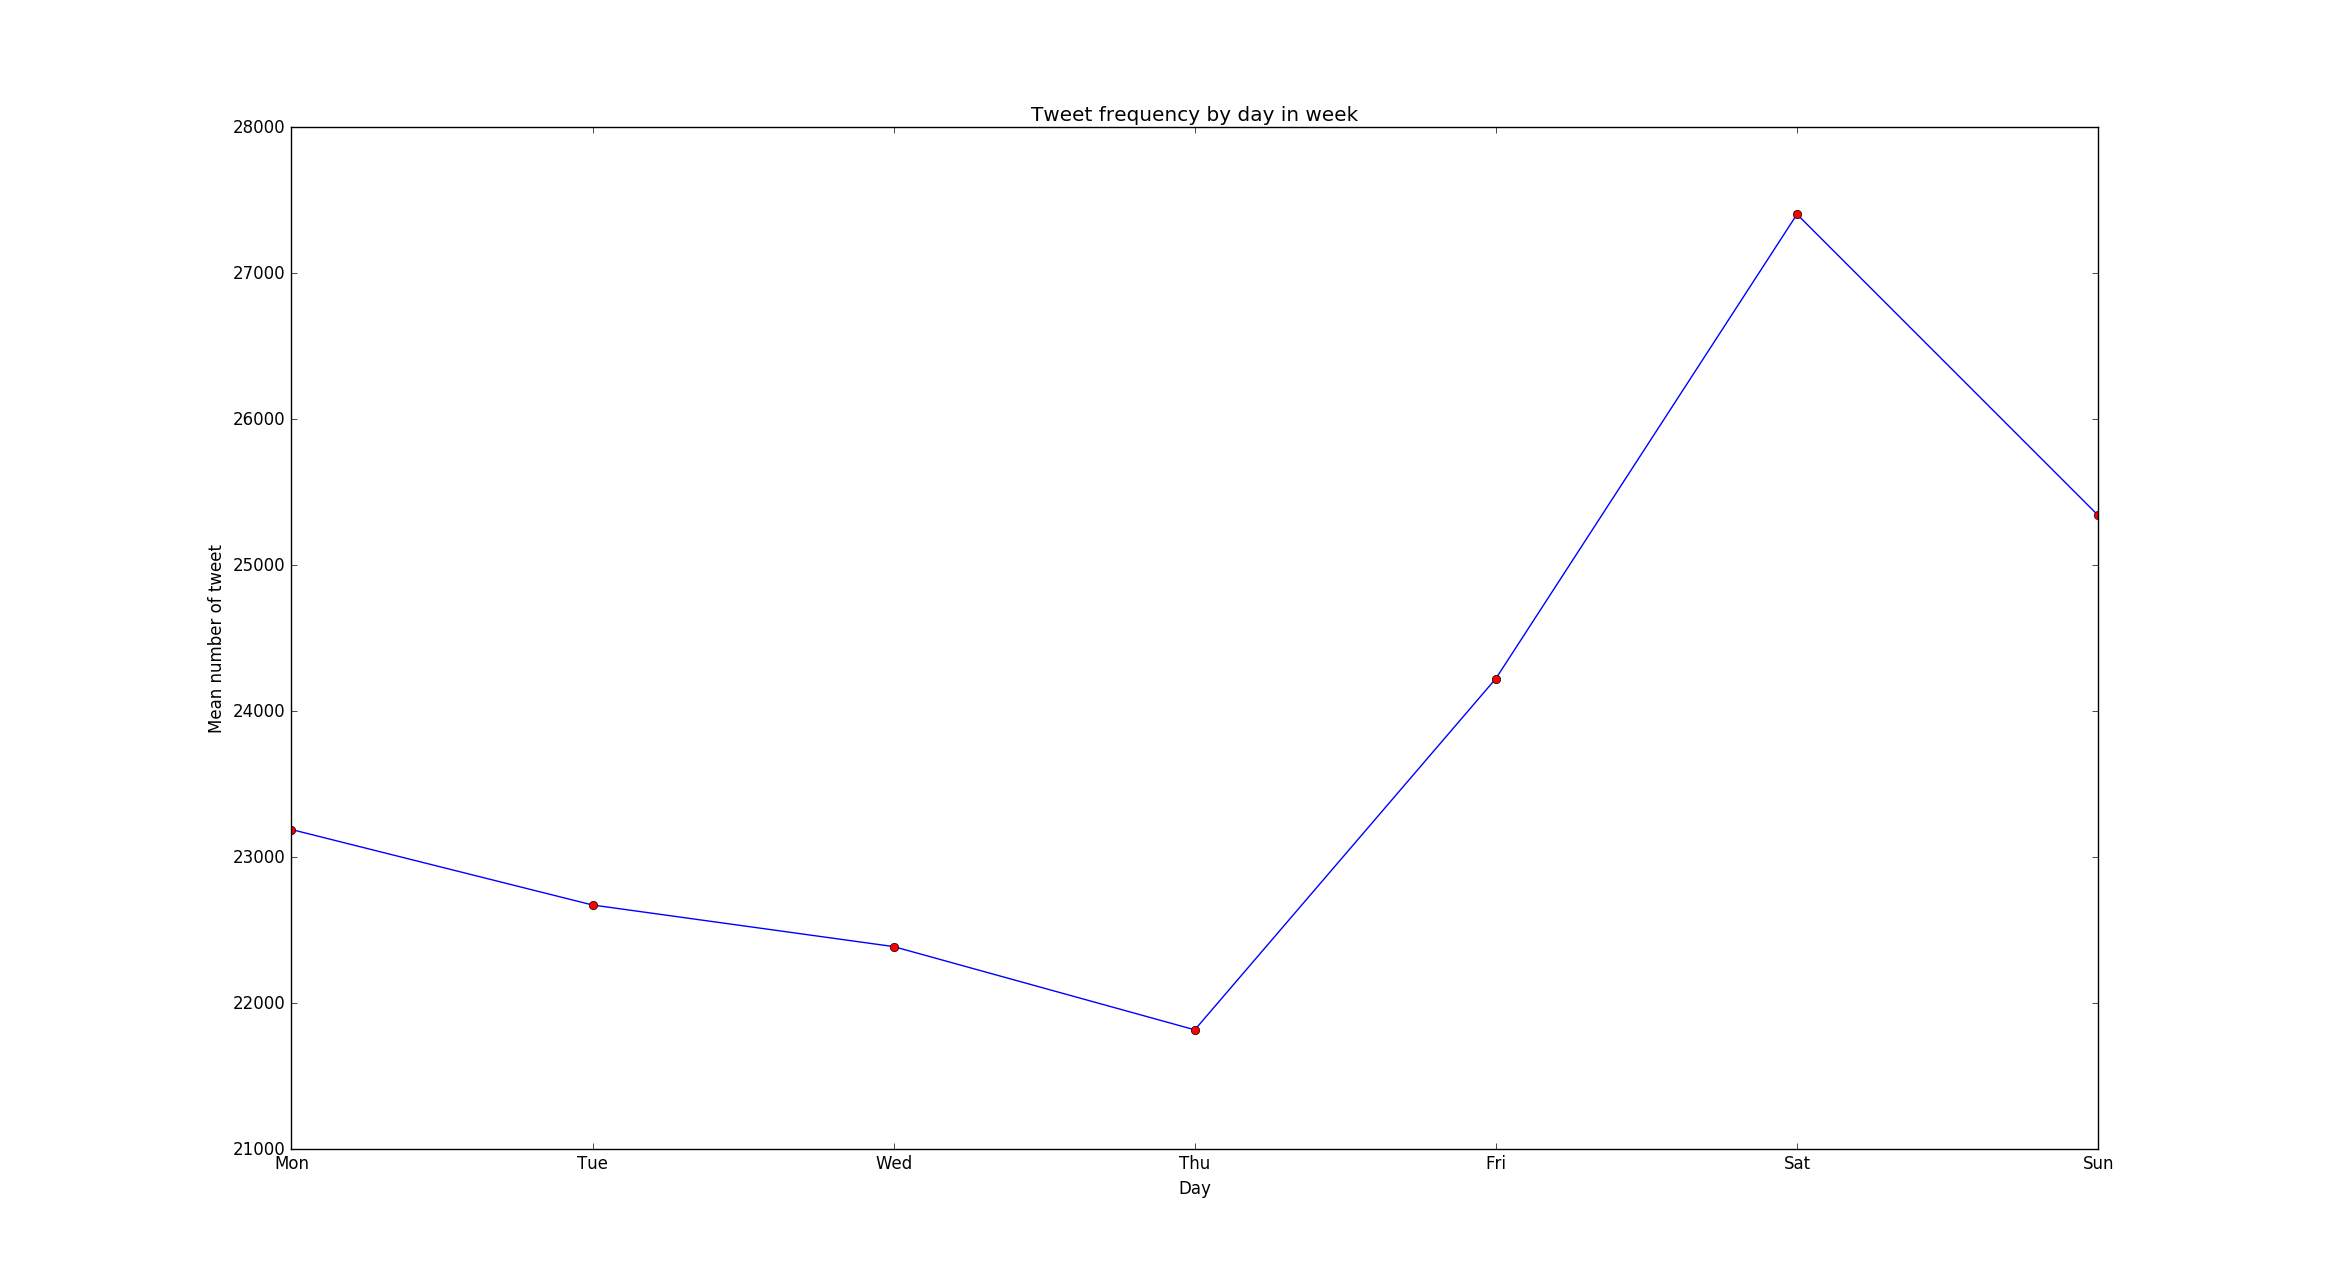 Tweet frequency by day in week
28000
27000
26000
25000
24000
23000
22000
21000
Mean number of tweet
Mon Tue Wed Thu Fri Sat Sun
Day